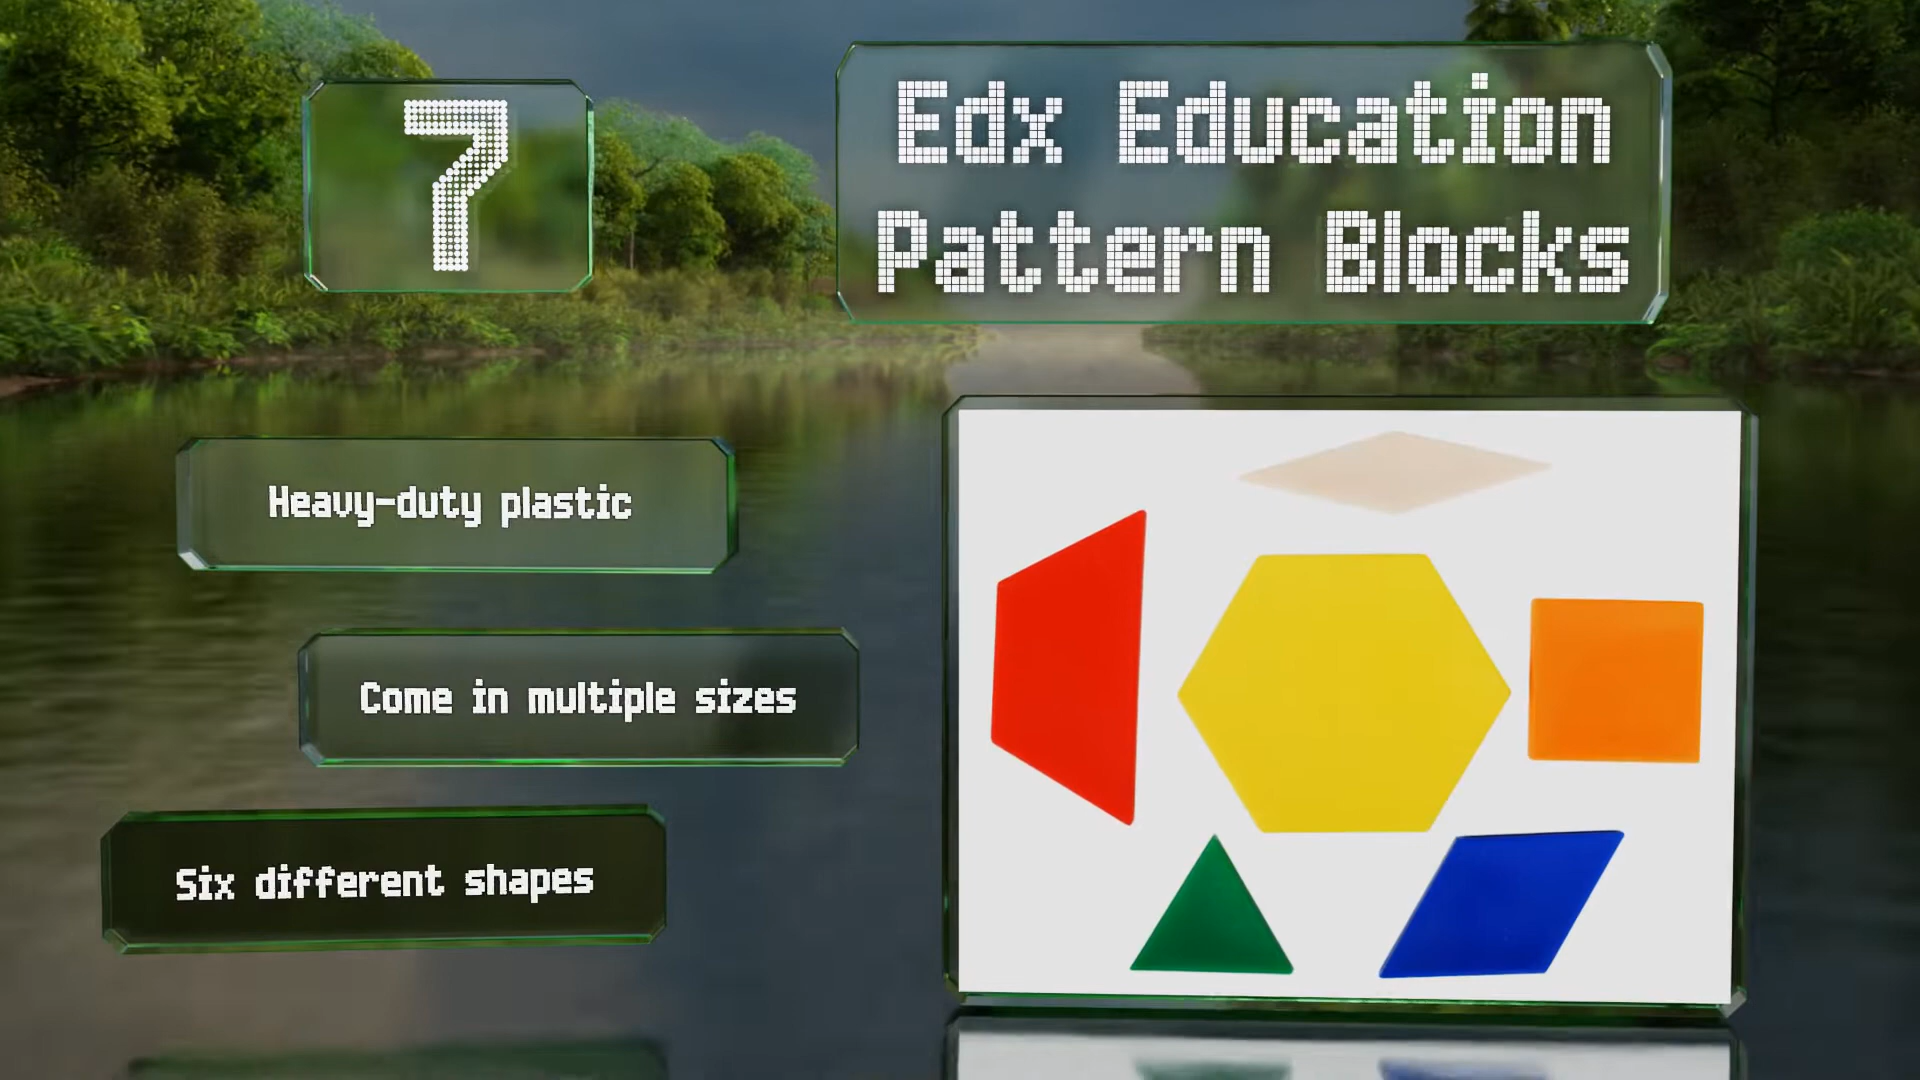 7
Edx Education
Pattern Blocks
Heavy-duty plastic
Come in multiple sizes
Six different shapes